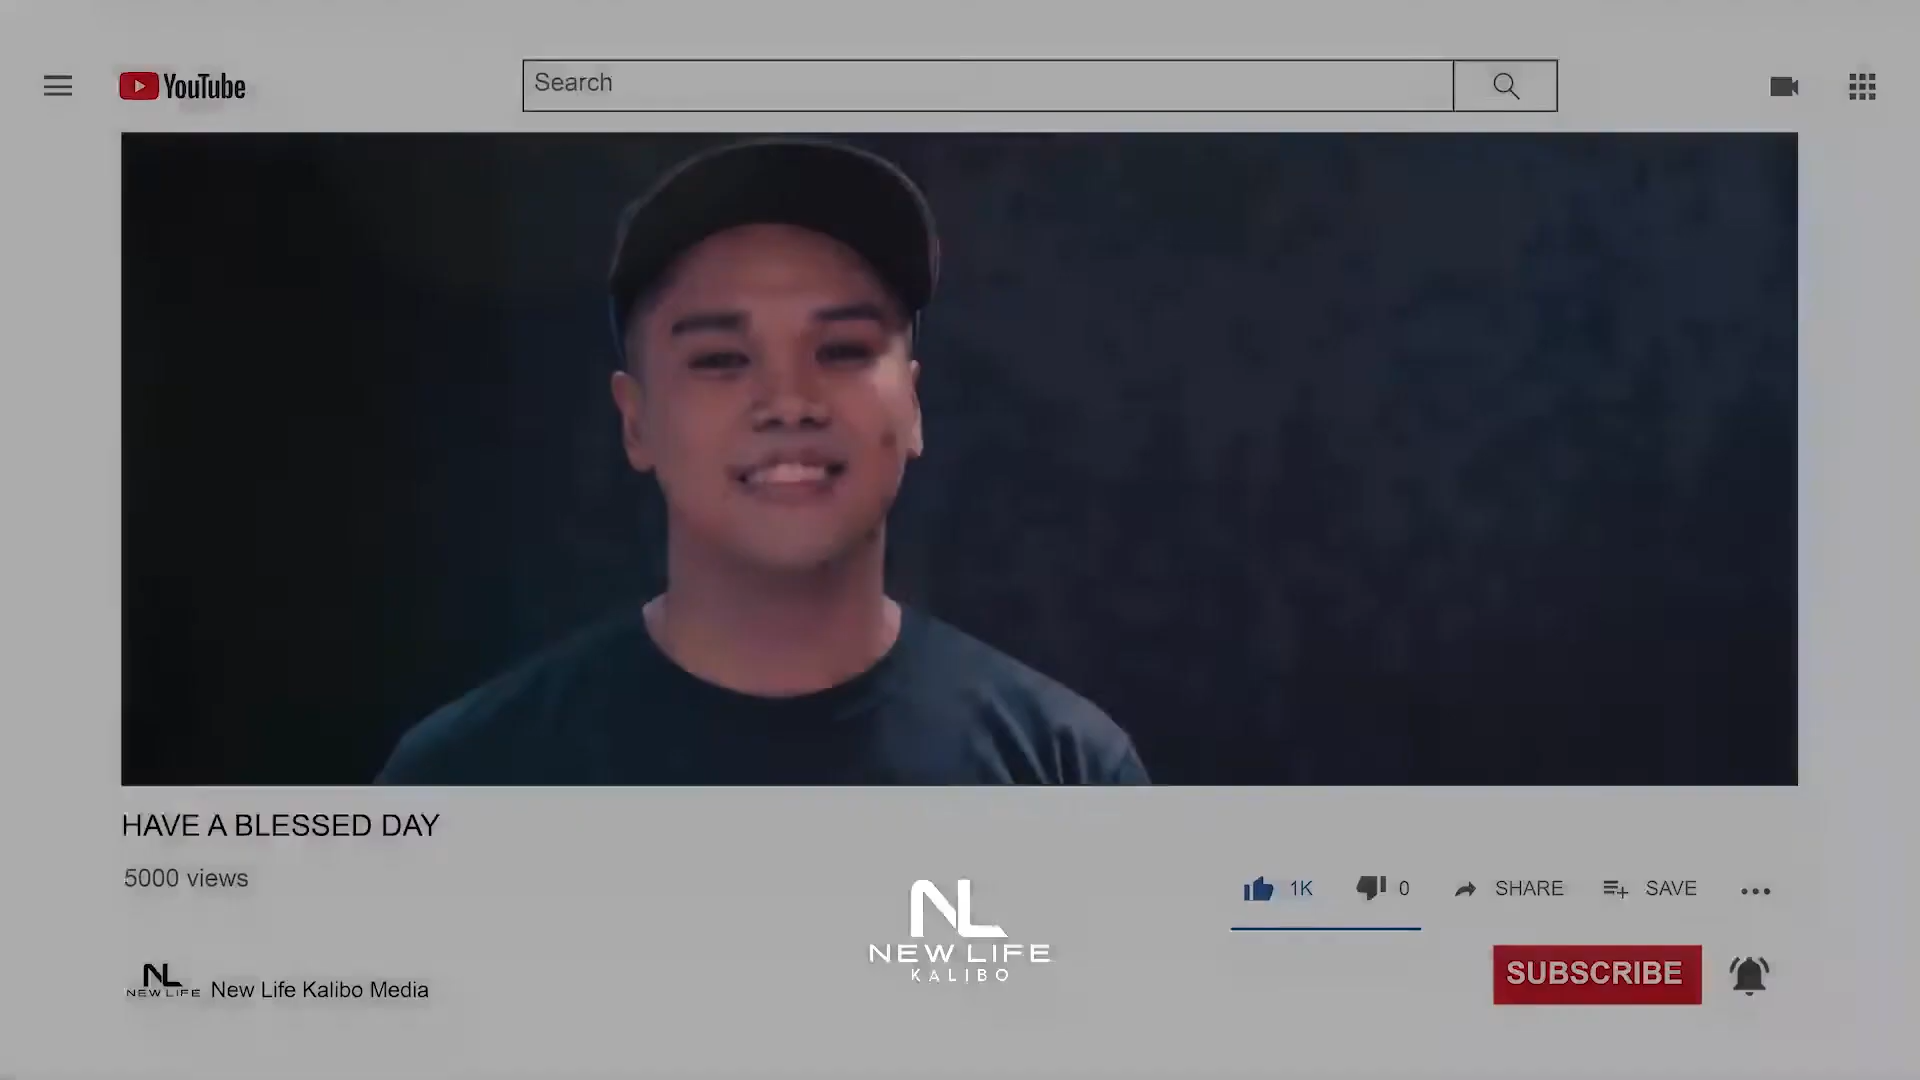 YouTube
Search
HAVE A BLESSED DAY
5000 views
1K
0
SHARE
SAVE
NL
NEW LIFE
KALIBO
SUBSCRIBE
NL
NEW LIFE
New Life Kalibo Media